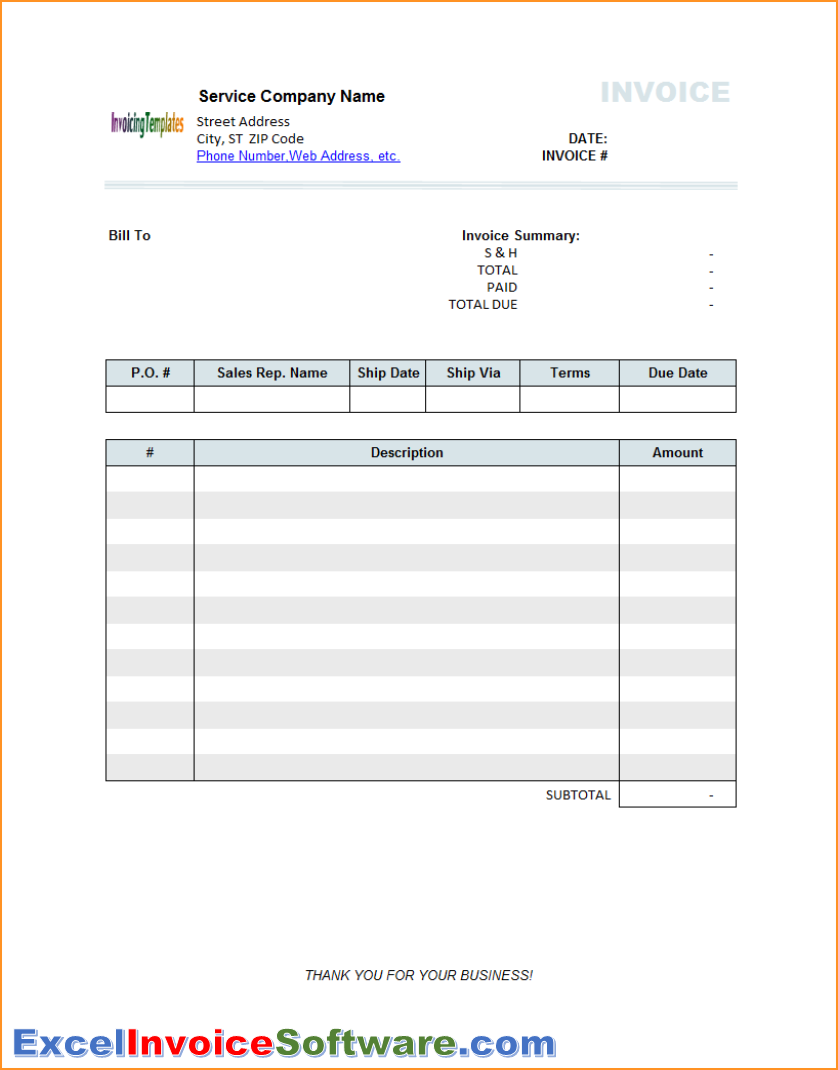 INVOICE
Service Company Name
InvoicingTemplates
Street Address
City, ST ZIP Code
DATE:
Phone Number,Web Address, etc.
INVOICE #
Bill To
Invoice Summary:
S & H -
TOTAL -
PAID -
TOTAL DUE -
P.O. # Sales Rep. Name Ship Date Ship Via Terms Due Date
# Description Amount
SUBTOTAL -
THANK YOU FOR YOUR BUSINESS!
ExcelInvoiceSoftware.com